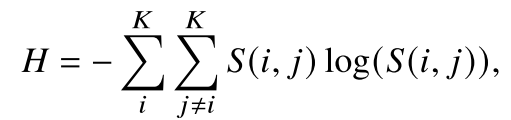 H = − ∑_{i}^{K} ∑_{j≠i}^{K} S(i, j) log(S(i, j)),